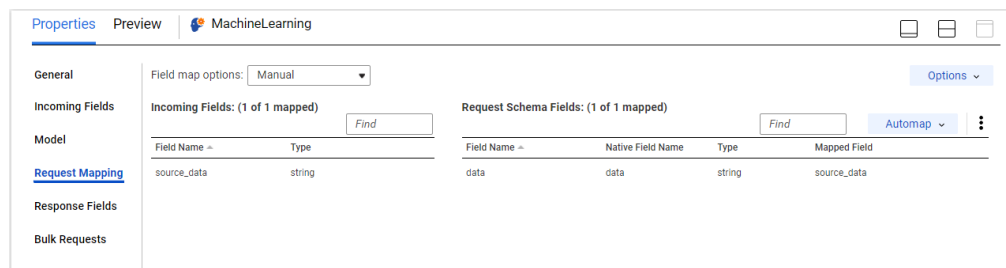 Properties Preview MachineLearning
General
Incoming Fields
Model
Request Mapping
Response Fields
Bulk Requests
Field map options: Manual Options
Incoming Fields: (1 of 1 mapped)
Find
Field Name Type
source_data string
Request Schema Fields: (1 of 1 mapped)
Find Automap
Field Name Native Field Name Type Mapped Field
data data string source_data